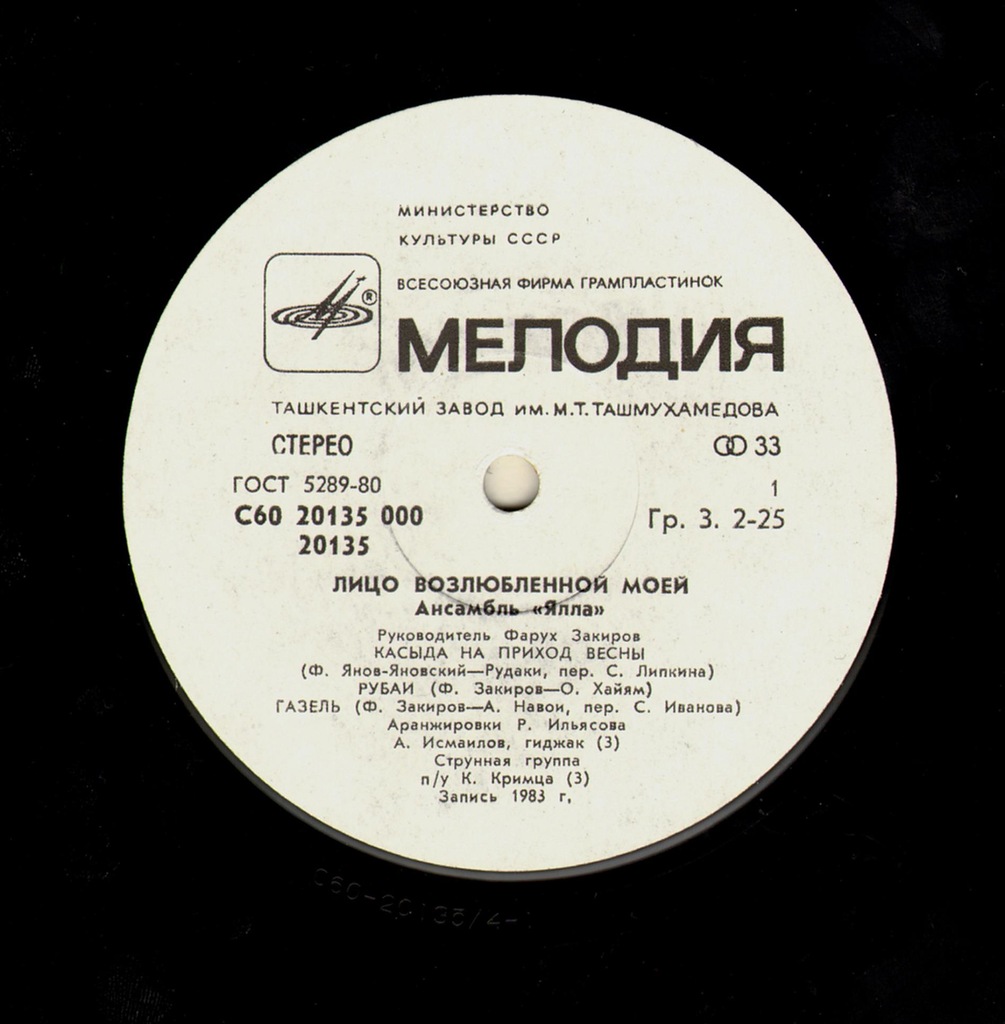 МИНИСТЕРСТВО
КУЛЬТУРЫ СССР
ВСЕСОЮЗНАЯ ФИРМА ГРАМПЛАСТИНОК
®
МЕЛОДИЯ
ТАШКЕНТСКИЙ ЗАВОД им. М.Т. ТАШМУХАМЕДОВА
СТЕРЕО 33
ГОСТ 5289-80 1
С60 20135 000 Гр. 3. 2-25
20135
ЛИЦО ВОЗЛЮБЛЕННОЙ МОЕЙ
Ансамбль «Ялла»
Руководитель Фарух Закиров
КАСЫДА НА ПРИХОД ВЕСНЫ
(Ф. Янов-Яновский—Рудаки, пер. С. Липкина)
РУБАИ (Ф. Закиров—О. Хайям)
ГАЗЕЛЬ (Ф. Закиров—А. Навои, пер. С. Иванова)
Аранжировки Р. Ильясова
А. Исмаилов, гиджак (3)
Струнная группа
п/у К. Кримца (3)
Запись 1983 г.